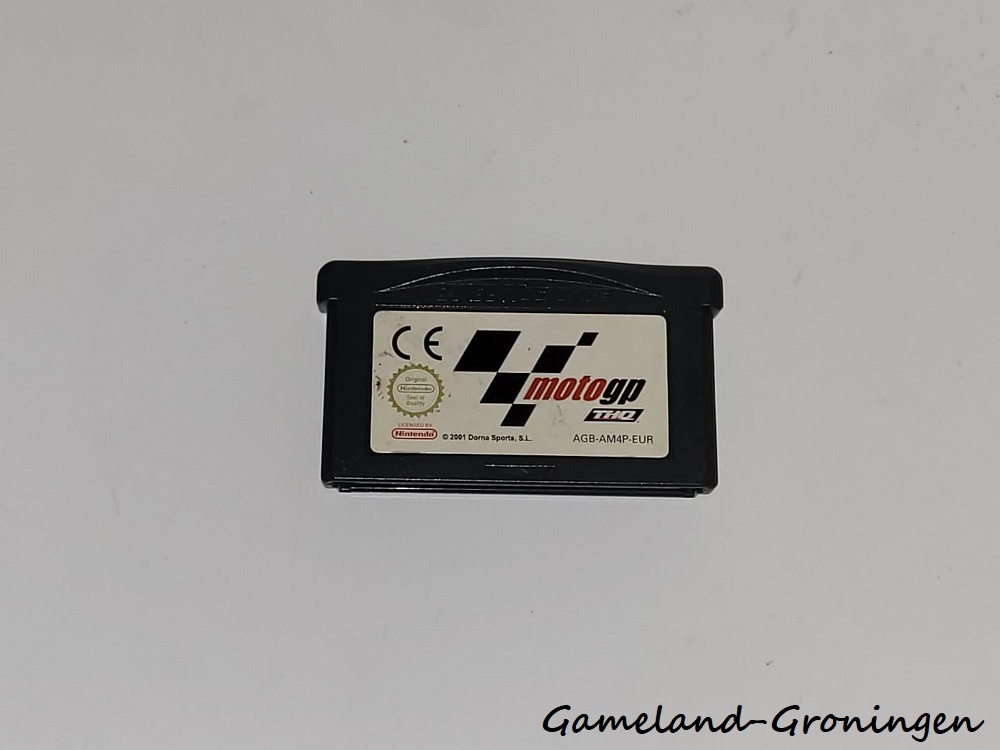 CE
motogp
THQ
Original
Nintendo
Seal of
Quality
LICENSED BY
Nintendo
© 2001 Dorna Sports, S.L.
AGB-AM4P-EUR
Gameland-Groningen